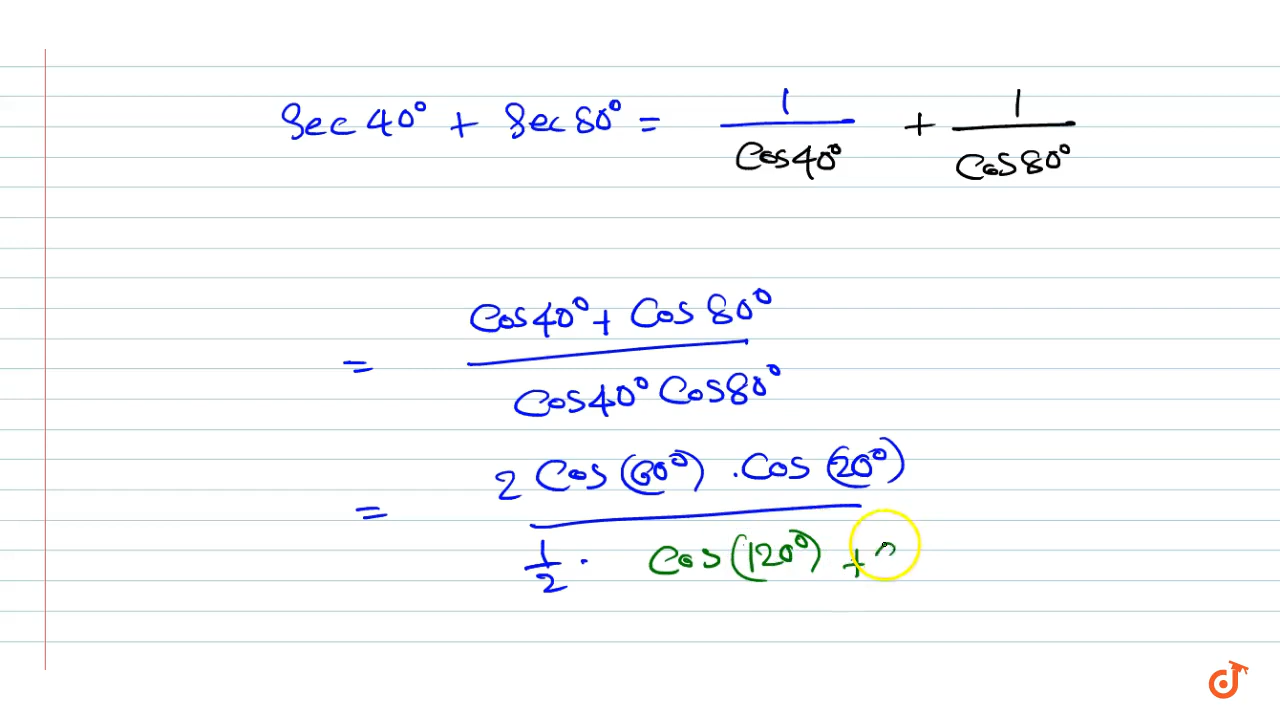 Sec 40° + Sec 80° = 1/Cos 40° + 1/Cos 80°
= Cos 40° + Cos 80° / Cos 40° Cos 80°
= 2 Cos (60°) . Cos (20°) / 1/2 . Cos (120°) +